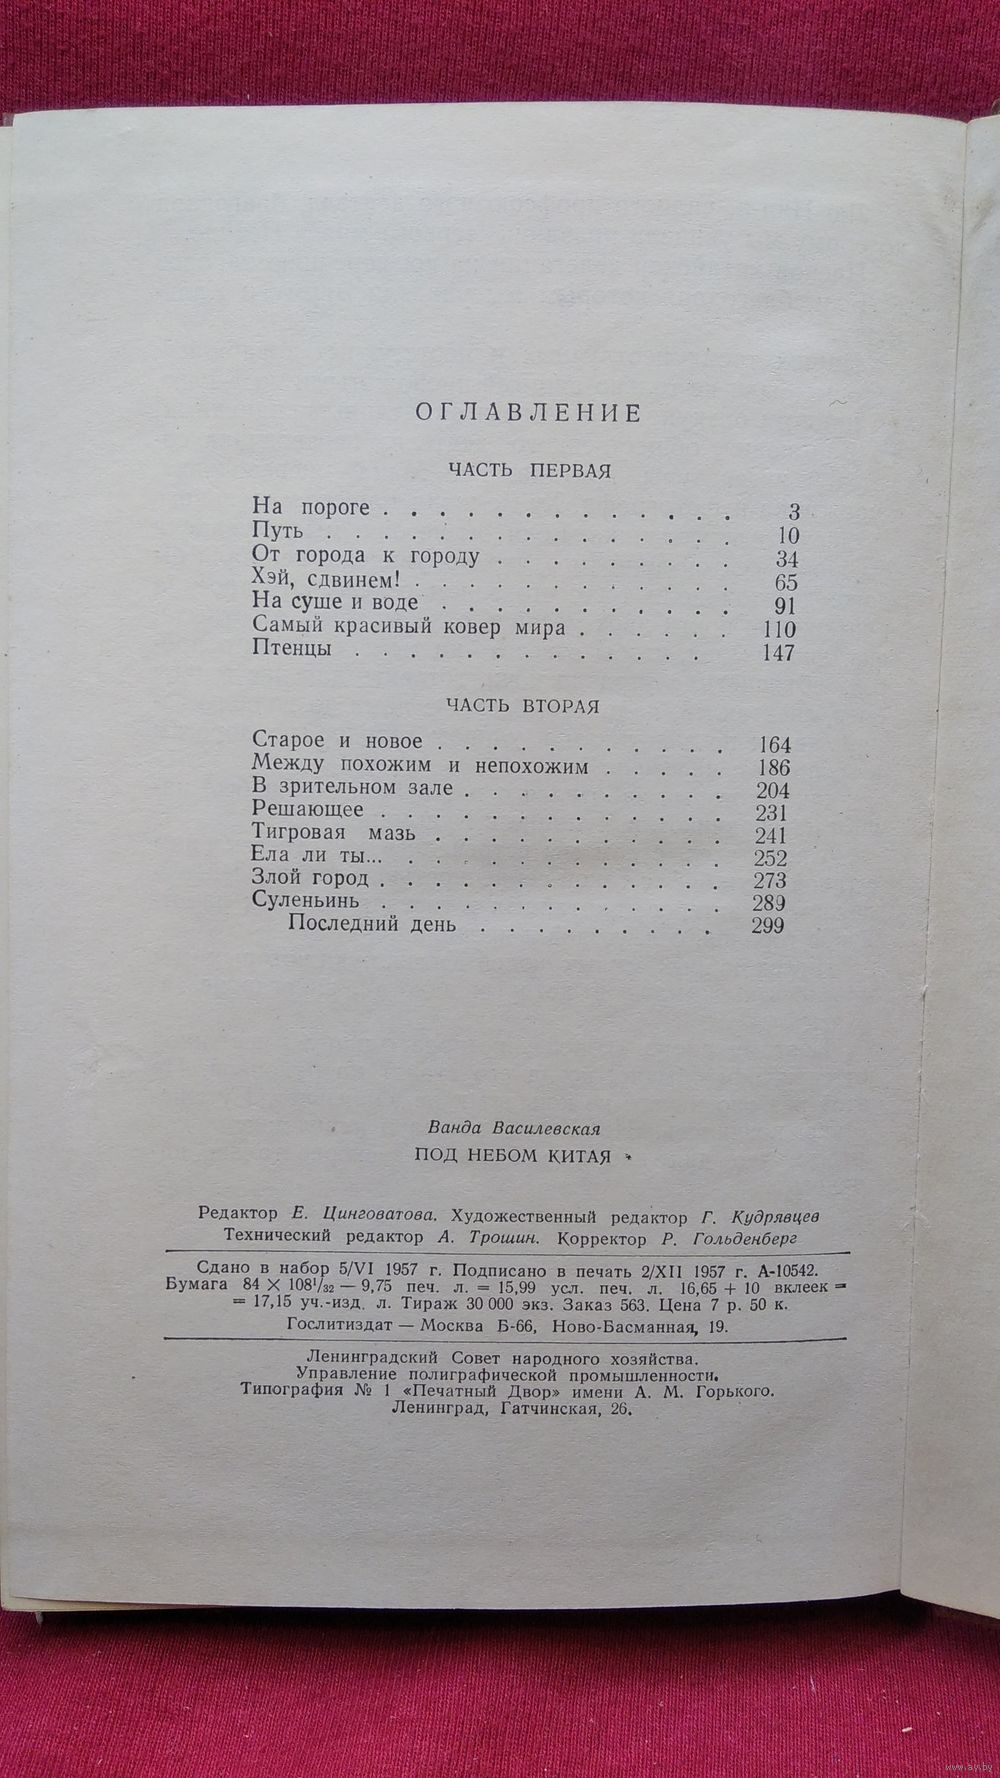 ОГЛАВЛЕНИЕ
ЧАСТЬ ПЕРВАЯ
На пороге . . . . . . . . . . . . . 3
Путь . . . . . . . . . . . . . . . 10
От города к городу . . . . . . . . . 34
Хэй, сдвинем! . . . . . . . . . . . . 65
На суше и воде . . . . . . . . . . . 91
Самый красивый ковер мира . . . . . . 110
Птенцы . . . . . . . . . . . . . 147
ЧАСТЬ ВТОРАЯ
Старое и новое . . . . . . . . . . . 164
Между похожим и непохожим . . . . . 186
В зрительном зале . . . . . . . . . . 204
Решающее . . . . . . . . . . . . . 231
Тигровая мазь . . . . . . . . . . . 241
Ела ли ты... . . . . . . . . . . . . 252
Злой город . . . . . . . . . . . . . 273
Суленьинь . . . . . . . . . . . . . 289
Последний день . . . . . . . . . 299
Ванда Василевская
ПОД НЕБОМ КИТАЯ
Редактор Е. Цинговатова. Художественный редактор Г. Кудрявцев
Технический редактор А. Трошин. Корректор Р. Гольденберг
Сдано в набор 5/VI 1957 г. Подписано в печать 2/XII 1957 г. А-10542.
Бумага 84 × 108¹/₃₂ — 9,75 печ. л. = 15,99 усл. печ. л. 16,65 + 10 вклеек =
= 17,15 уч.-изд. л. Тираж 30 000 экз. Заказ 563. Цена 7 р. 50 к.
Гослитиздат — Москва Б-66, Ново-Басманная, 19.
Ленинградский Совет народного хозяйства.
Управление полиграфической промышленности.
Типография № 1 «Печатный Двор» имени А. М. Горького.
Ленинград, Гатчинская, 26.
www.ay.by